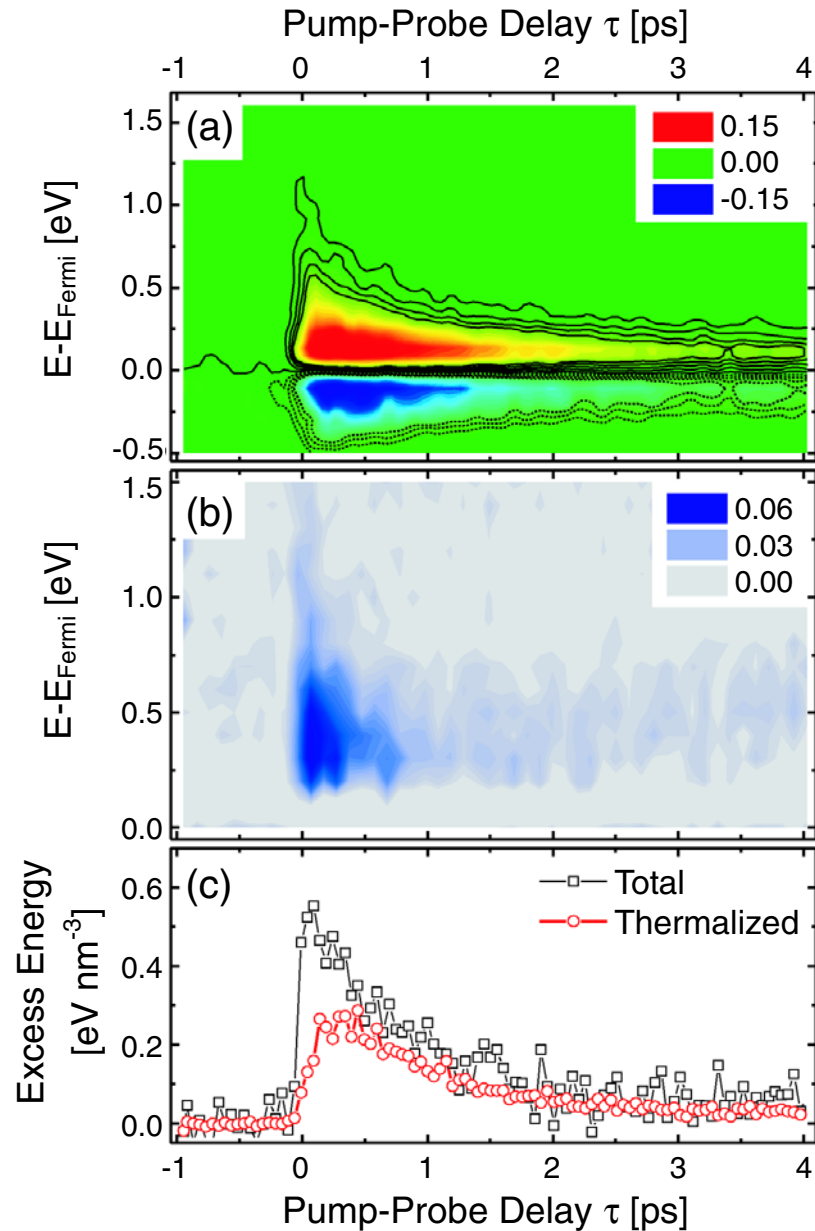 Pump-Probe Delay τ [ps]
-1 0 1 2 3 4
(a)
0.15
0.00
-0.15
1.5
1.0
0.5
0.0
-0.5
E-E_Fermi [eV]
(b)
0.06
0.03
0.00
1.5
1.0
0.5
0.0
E-E_Fermi [eV]
(c)
Total
Thermalized
0.6
0.4
0.2
0.0
Excess Energy
[eV nm⁻³]
-1 0 1 2 3 4
Pump-Probe Delay τ [ps]